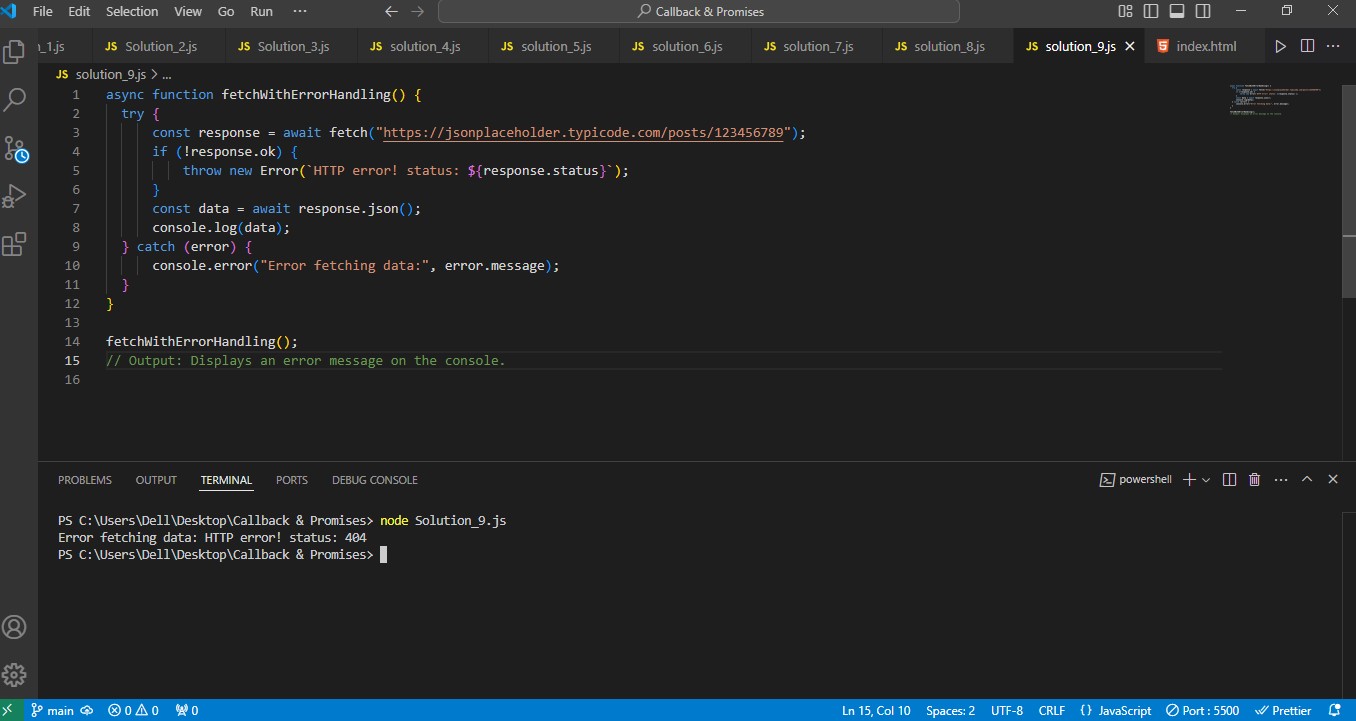 File Edit Selection View Go Run ··· Callback & Promises
_1.js JS Solution_2.js JS Solution_3.js JS solution_4.js JS solution_5.js JS solution_6.js JS solution_7.js JS solution_8.js JS solution_9.js index.html
JS solution_9.js > ...
1 async function fetchWithErrorHandling() {
2 try {
3 const response = await fetch("https://jsonplaceholder.typicode.com/posts/123456789");
4 if (!response.ok) {
5 throw new Error(`HTTP error! status: ${response.status}`);
6 }
7 const data = await response.json();
8 console.log(data);
9 } catch (error) {
10 console.error("Error fetching data:", error.message);
11 }
12 }
13
14 fetchWithErrorHandling();
15 // Output: Displays an error message on the console.
16
PROBLEMS OUTPUT TERMINAL PORTS DEBUG CONSOLE powershell
PS C:\Users\Dell\Desktop\Callback & Promises> node Solution_9.js
Error fetching data: HTTP error! status: 404
PS C:\Users\Dell\Desktop\Callback & Promises>
main 0 0 0 Ln 15, Col 10 Spaces: 2 UTF-8 CRLF {} JavaScript Port : 5500 Prettier